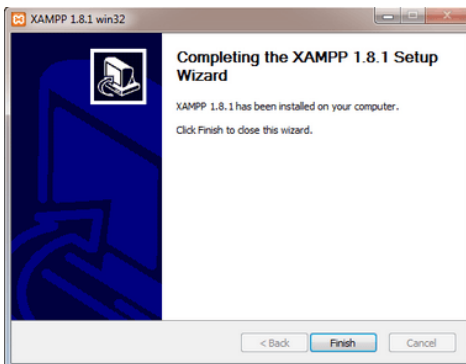 XAMPP 1.8.1 win32
Completing the XAMPP 1.8.1 Setup
Wizard
XAMPP 1.8.1 has been installed on your computer.
Click Finish to close this wizard.
< Back
Finish
Cancel